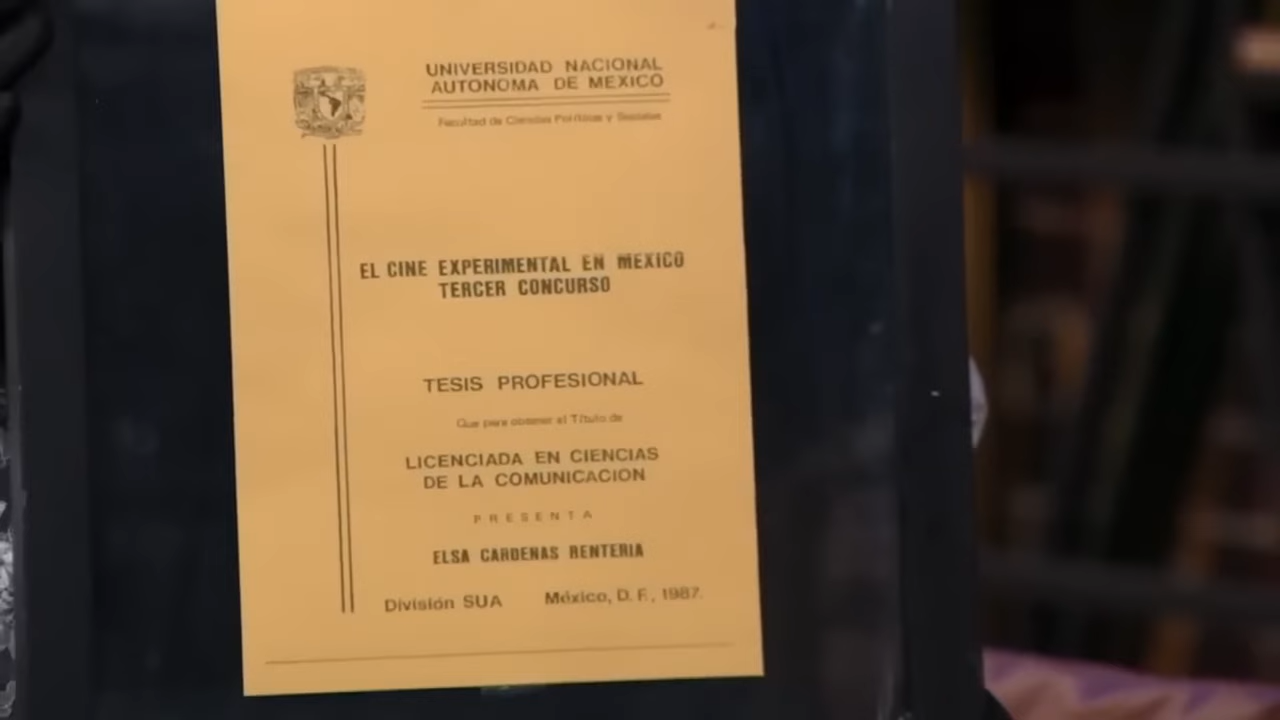 UNIVERSIDAD NACIONAL
AUTONOMA DE MEXICO
Facultad de Ciencias Políticas y Sociales
EL CINE EXPERIMENTAL EN MEXICO
TERCER CONCURSO
TESIS PROFESIONAL
Que para obtener el Título de
LICENCIADA EN CIENCIAS
DE LA COMUNICACION
PRESENTA
ELSA CARDENAS RENTERIA
División SUA México, D. F., 1987.